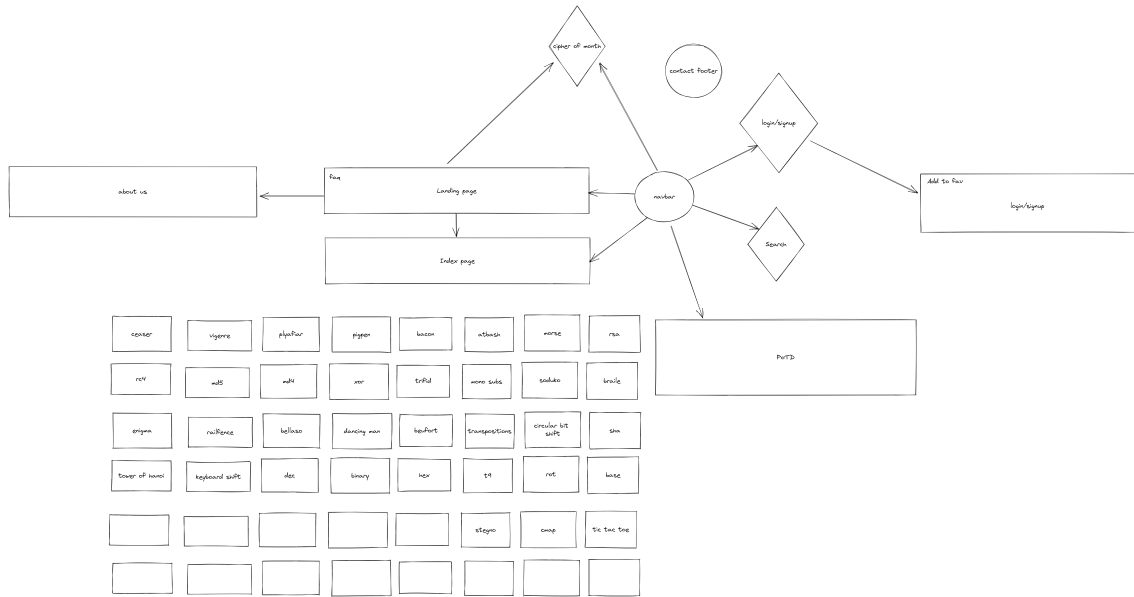 cipher of month
contact footer
login/signup
about us
faq
Landing page
navbar
Add to fav
login/signup
Search
Index page
ceaser
vigenre
playfiar
pigpen
bacon
atbash
morse
rsa
POTD
rc4
md5
md4
xor
trifid
mono subs
soduko
braile
enigma
railfence
bellaso
dancing man
beufort
transpositions
circular bit
shift
sha
tower of hanoi
keyboard shift
dec
binary
hex
t9
rot
base
stegno
cmap
tic tac toe